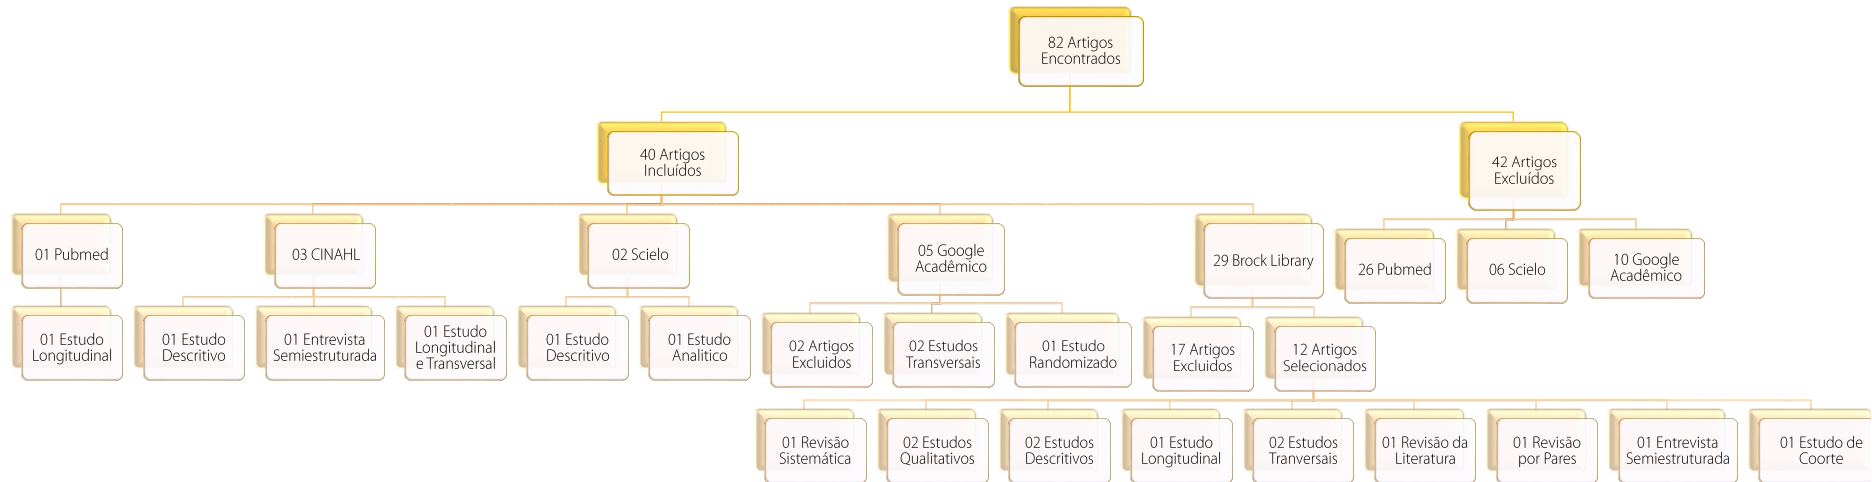 82 Artigos
Encontrados
40 Artigos
Incluídos
42 Artigos
Excluídos
01 Pubmed
03 CINAHL
02 Scielo
05 Google
Acadêmico
29 Brock Library
26 Pubmed
06 Scielo
10 Google
Acadêmico
01 Estudo
Longitudinal
01 Estudo
Descritivo
01 Entrevista
Semiestruturada
01 Estudo
Longitudinal
e Transversal
01 Estudo
Descritivo
01 Estudo
Analitico
02 Artigos
Excluidos
02 Estudos
Transversais
01 Estudo
Randomizado
17 Artigos
Excluidos
12 Artigos
Selecionados
01 Revisão
Sistemática
02 Estudos
Qualitativos
02 Estudos
Descritivos
01 Estudo
Longitudinal
02 Estudos
Tranversais
01 Revisão da
Literatura
01 Revisão
por Pares
01 Entrevista
Semiestruturada
01 Estudo de
Coorte